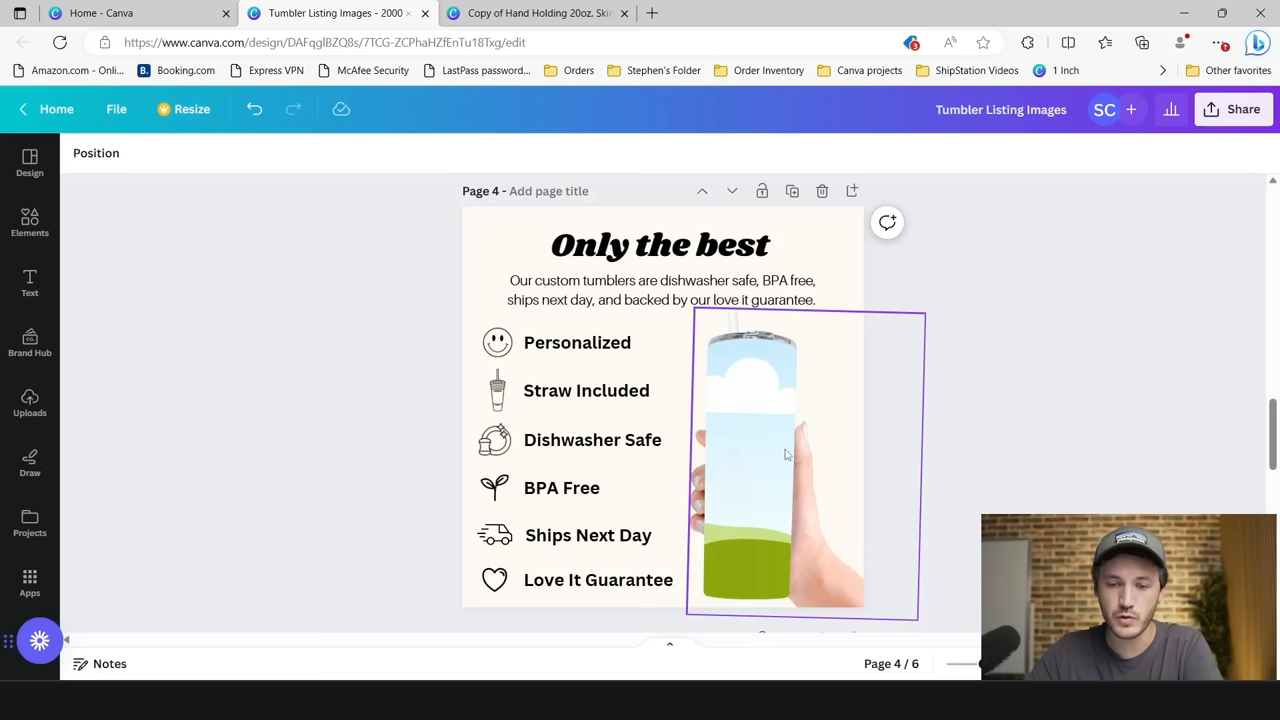 Home - Canva
Tumbler Listing Images - 2000 ×
Copy of Hand Holding 20oz. Ski
https://www.canva.com/design/DAFqglBZQ8s/7TCG-ZCPhaHZfEnTu18Txg/edit
3
Amazon.com - Onli...
B. Booking.com
Express VPN
McAfee Security
LastPass password...
Orders
Stephen's Folder
Order Inventory
Canva projects
ShipStation Videos
1 Inch
Other favorites
Home
File
Resize
Tumbler Listing Images
SC
Share
Position
Design
Elements
Text
Brand Hub
Uploads
Draw
Projects
Apps
Page 4 - Add page title
Only the best
Our custom tumblers are dishwasher safe, BPA free,
ships next day, and backed by our love it guarantee.
Personalized
Straw Included
Dishwasher Safe
BPA Free
Ships Next Day
Love It Guarantee
Notes
Page 4 / 6